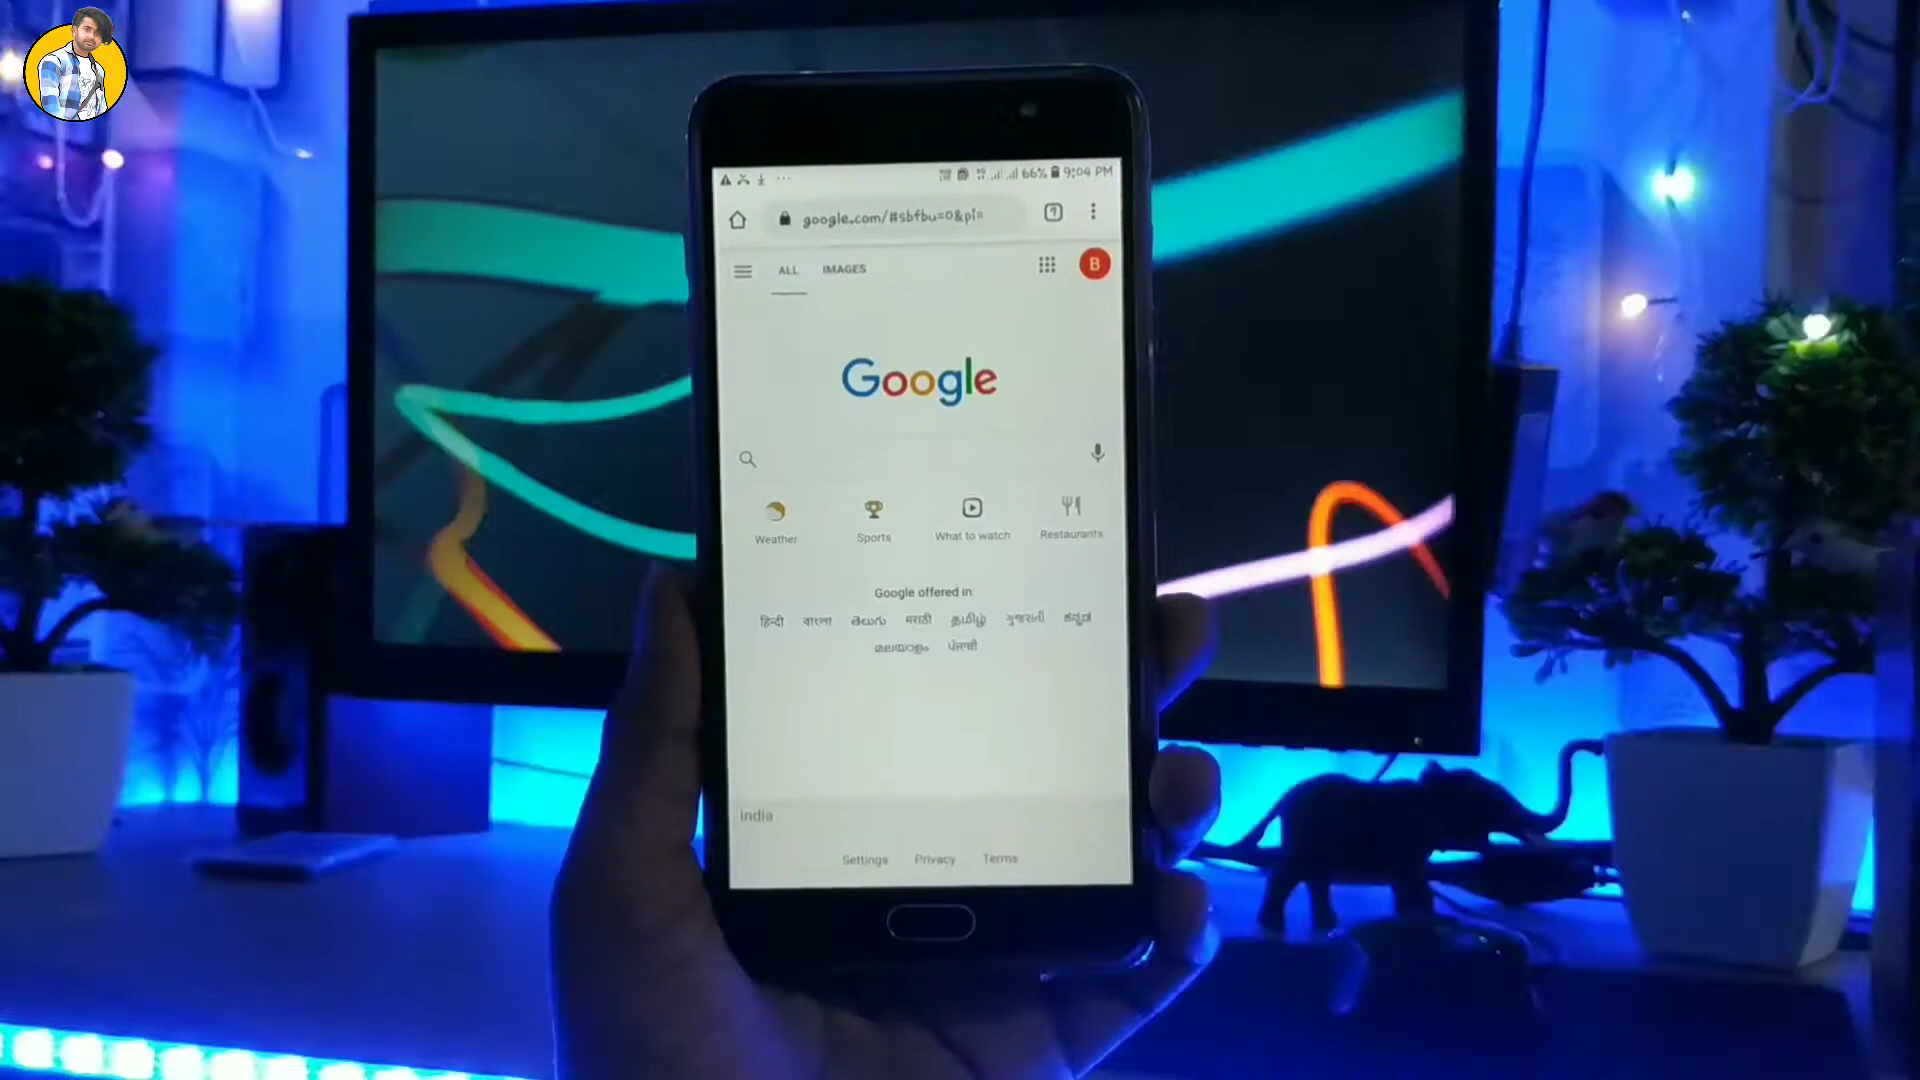 66% 9:04 PM
google.com/#sbfbu=0&pi=
7
ALL IMAGES
B
Google
Weather Sports What to watch Restaurants
Google offered in
हिन्दी বাংলা తెలుగు मराठी தமிழ் ગુજરાતી ಕನ್ನಡ
മലയാളം ਪੰਜਾਬੀ
India
Settings Privacy Terms